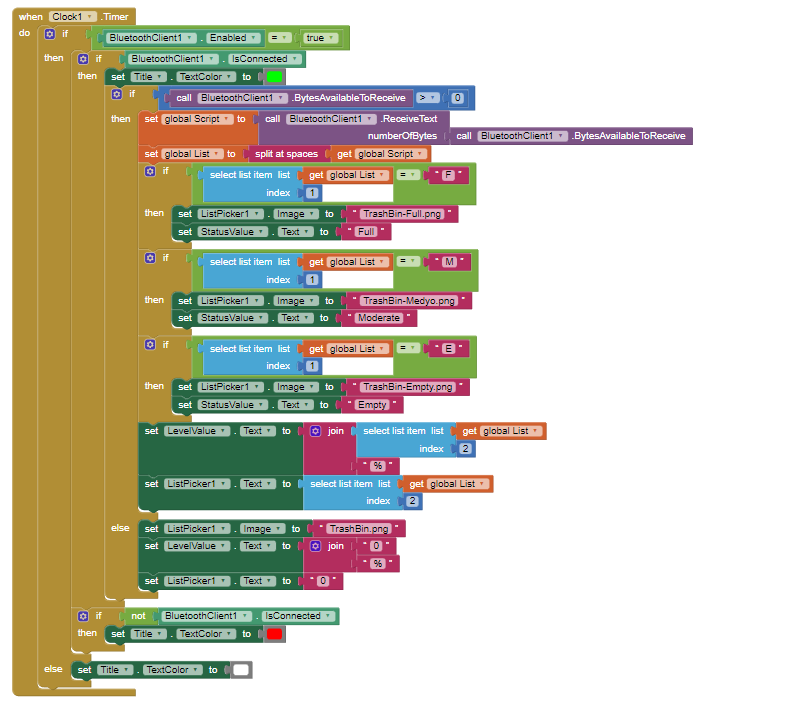 when Clock1 .Timer
do if BluetoothClient1 . Enabled = true
then if BluetoothClient1 . IsConnected
then set Title . TextColor to
if call BluetoothClient1 .BytesAvailableToReceive > 0
then set global Script to call BluetoothClient1 .ReceiveText
numberOfBytes call BluetoothClient1 .BytesAvailableToReceive
set global List to split at spaces get global Script
if select list item list get global List = " F "
index 1
then set ListPicker1 . Image to " TrashBin-Full.png "
set StatusValue . Text to " Full "
if select list item list get global List = " M "
index 1
then set ListPicker1 . Image to " TrashBin-Medyo.png "
set StatusValue . Text to " Moderate "
if select list item list get global List = " E "
index 1
then set ListPicker1 . Image to " TrashBin-Empty.png "
set StatusValue . Text to " Empty "
set LevelValue . Text to join select list item list get global List
index 2
" % "
set ListPicker1 . Text to select list item list get global List
index 2
else set ListPicker1 . Image to " TrashBin.png "
set LevelValue . Text to join " 0 "
" % "
set ListPicker1 . Text to " 0 "
if not BluetoothClient1 . IsConnected
then set Title . TextColor to
else set Title . TextColor to